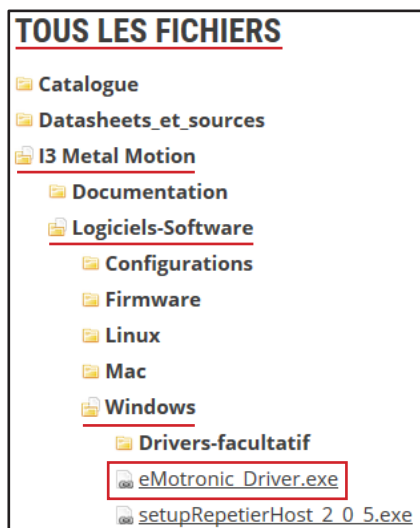 TOUS LES FICHIERS
Catalogue
Datasheets_et_sources
I3 Metal Motion
Documentation
Logiciels-Software
Configurations
Firmware
Linux
Mac
Windows
Drivers-facultatif
eMotronic_Driver.exe
setupRepetierHost_2_0_5.exe